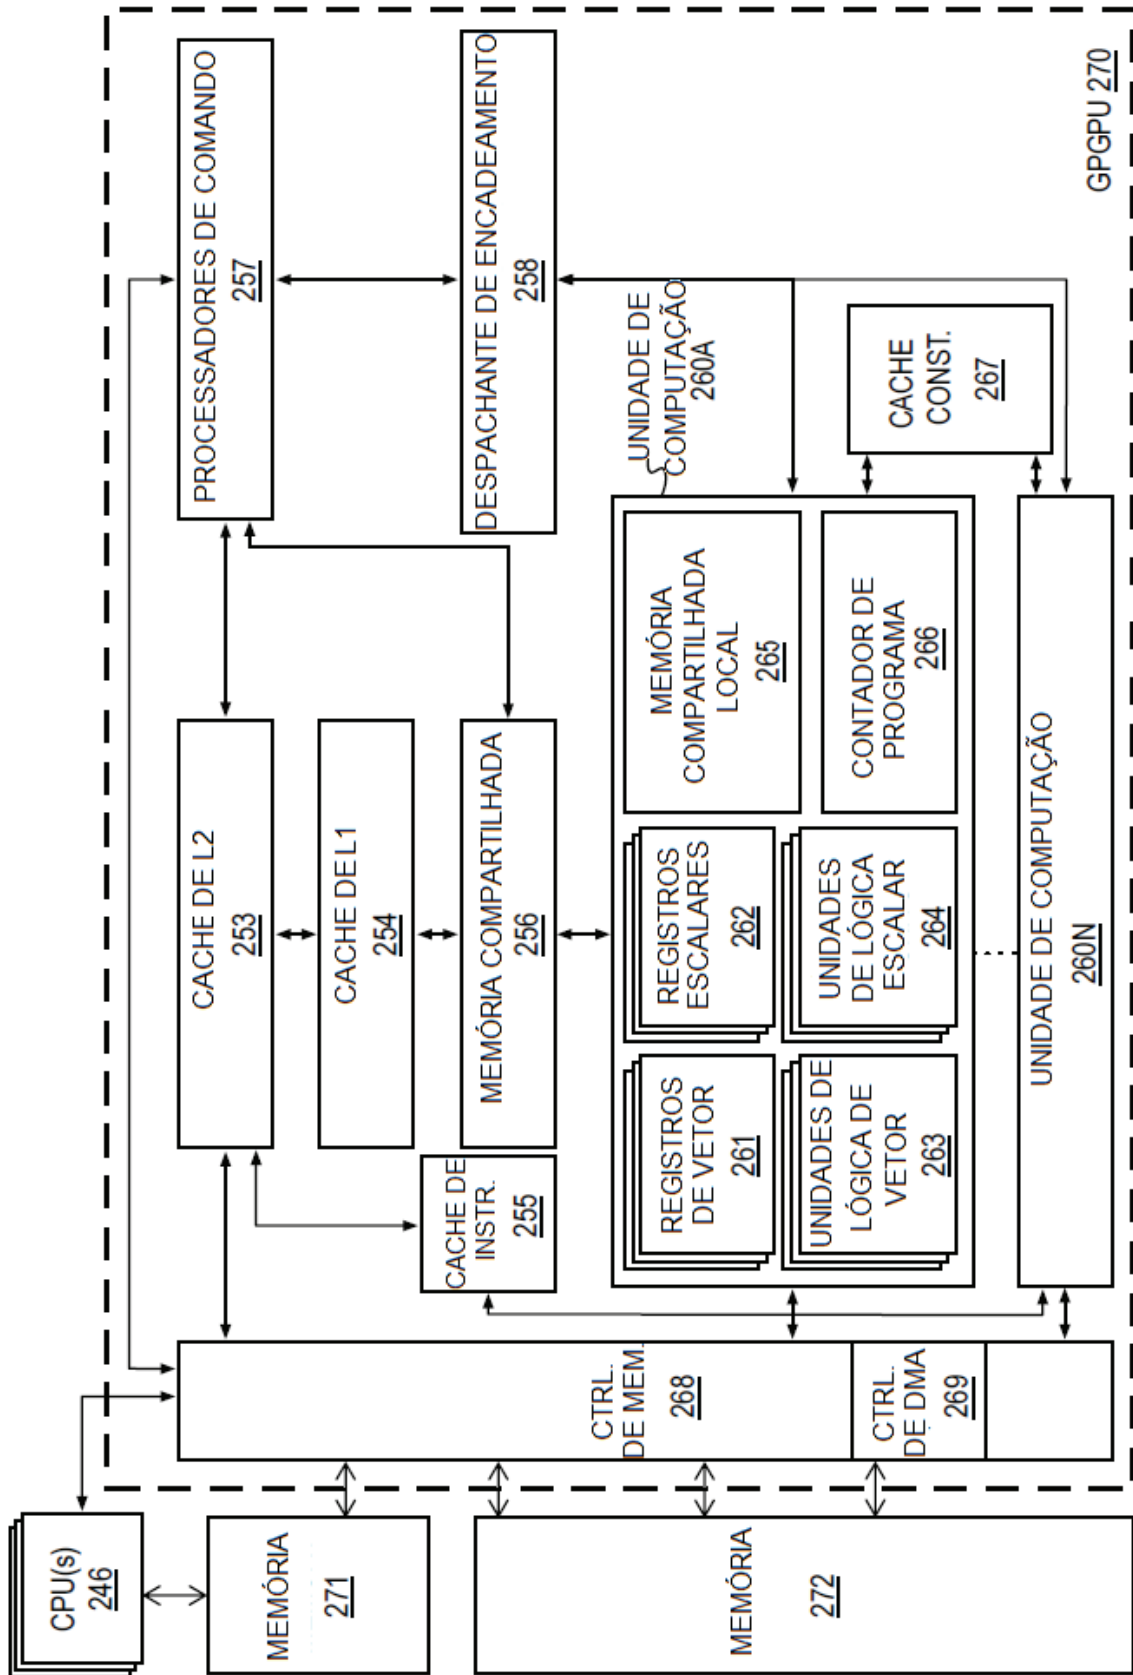 CPU(s)
246
MEMÓRIA
271
MEMÓRIA
272
CTRL.
DE MEM.
268
CTRL.
DE DMA
269
CACHE DE L2
253
CACHE DE L1
254
CACHE DE
INSTR.
255
MEMÓRIA COMPARTILHADA
256
PROCESSADORES DE COMANDO
257
DESPACHANTE DE ENCADEAMENTO
258
UNIDADE DE
COMPUTAÇÃO
260A
REGISTROS
DE VETOR
261
REGISTROS
ESCALARES
262
UNIDADES DE
LÓGICA DE
VETOR
263
UNIDADES
DE LÓGICA
ESCALAR
264
MEMÓRIA
COMPARTILHADA
LOCAL
265
CONTADOR DE
PROGRAMA
266
CACHE
CONST.
267
UNIDADE DE COMPUTAÇÃO
260N
GPGPU 270